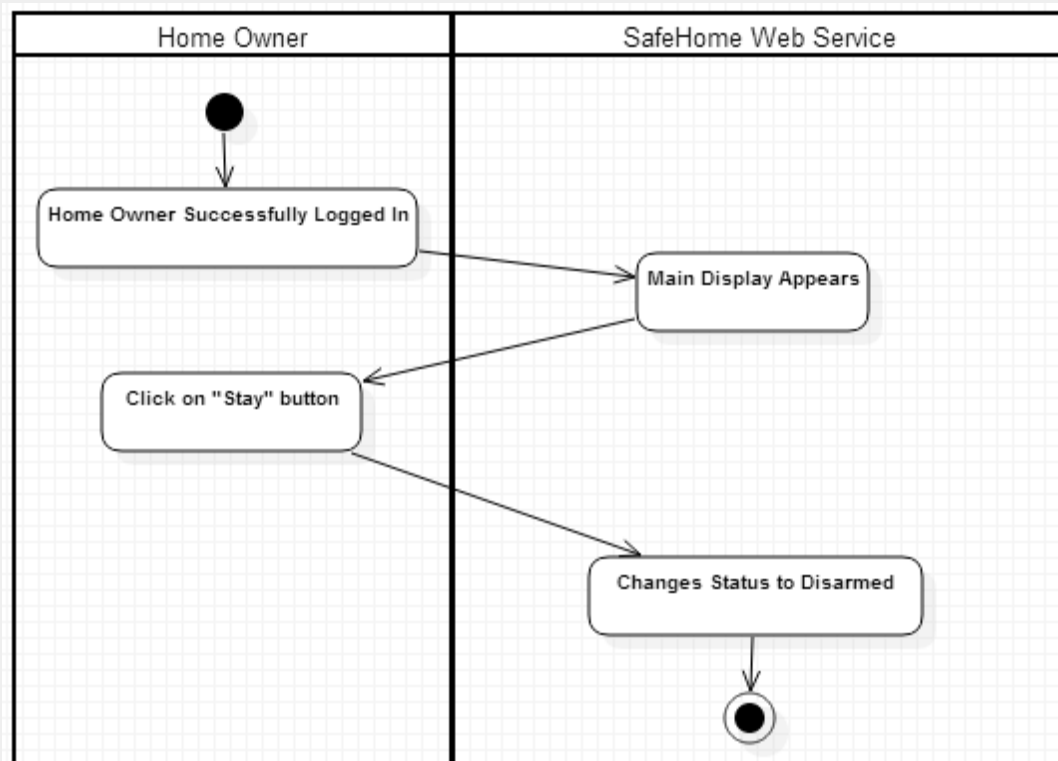 Home Owner
SafeHome Web Service
Home Owner Successfully Logged In
Main Display Appears
Click on "Stay" button
Changes Status to Disarmed